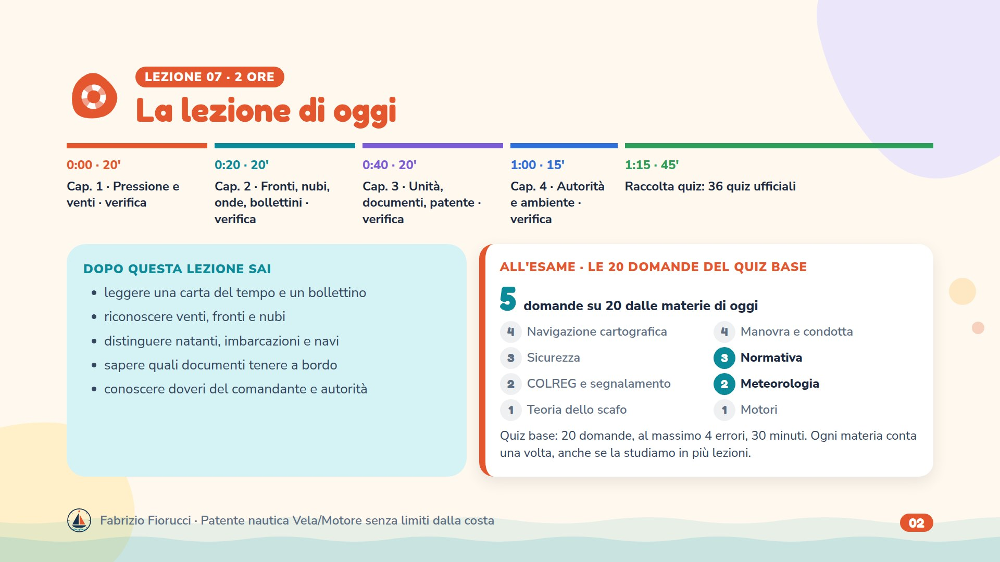 LEZIONE 07 · 2 ORE
La lezione di oggi
0:00 · 20'
Cap. 1 · Pressione e
venti · verifica
0:20 · 20'
Cap. 2 · Fronti, nubi,
onde, bollettini ·
verifica
0:40 · 20'
Cap. 3 · Unità,
documenti, patente ·
verifica
1:00 · 15'
Cap. 4 · Autorità
e ambiente ·
verifica
1:15 · 45'
Raccolta quiz: 36 quiz ufficiali
DOPO QUESTA LEZIONE SAI
• leggere una carta del tempo e un bollettino
• riconoscere venti, fronti e nubi
• distinguere natanti, imbarcazioni e navi
• sapere quali documenti tenere a bordo
• conoscere doveri del comandante e autorità
ALL'ESAME · LE 20 DOMANDE DEL QUIZ BASE
5 domande su 20 dalle materie di oggi
4 Navigazione cartografica
4 Manovra e condotta
3 Sicurezza
3 Normativa
2 COLREG e segnalamento
2 Meteorologia
1 Teoria dello scafo
1 Motori
Quiz base: 20 domande, al massimo 4 errori, 30 minuti. Ogni materia conta
una volta, anche se la studiamo in più lezioni.
Fabrizio Fiorucci · Patente nautica Vela/Motore senza limiti dalla costa
02